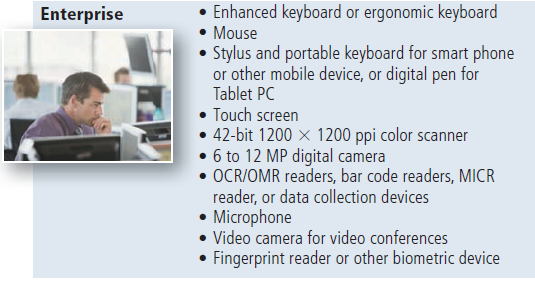 Enterprise
• Enhanced keyboard or ergonomic keyboard
• Mouse
• Stylus and portable keyboard for smart phone
or other mobile device, or digital pen for
Tablet PC
• Touch screen
• 42-bit 1200 × 1200 ppi color scanner
• 6 to 12 MP digital camera
• OCR/OMR readers, bar code readers, MICR
reader, or data collection devices
• Microphone
• Video camera for video conferences
• Fingerprint reader or other biometric device